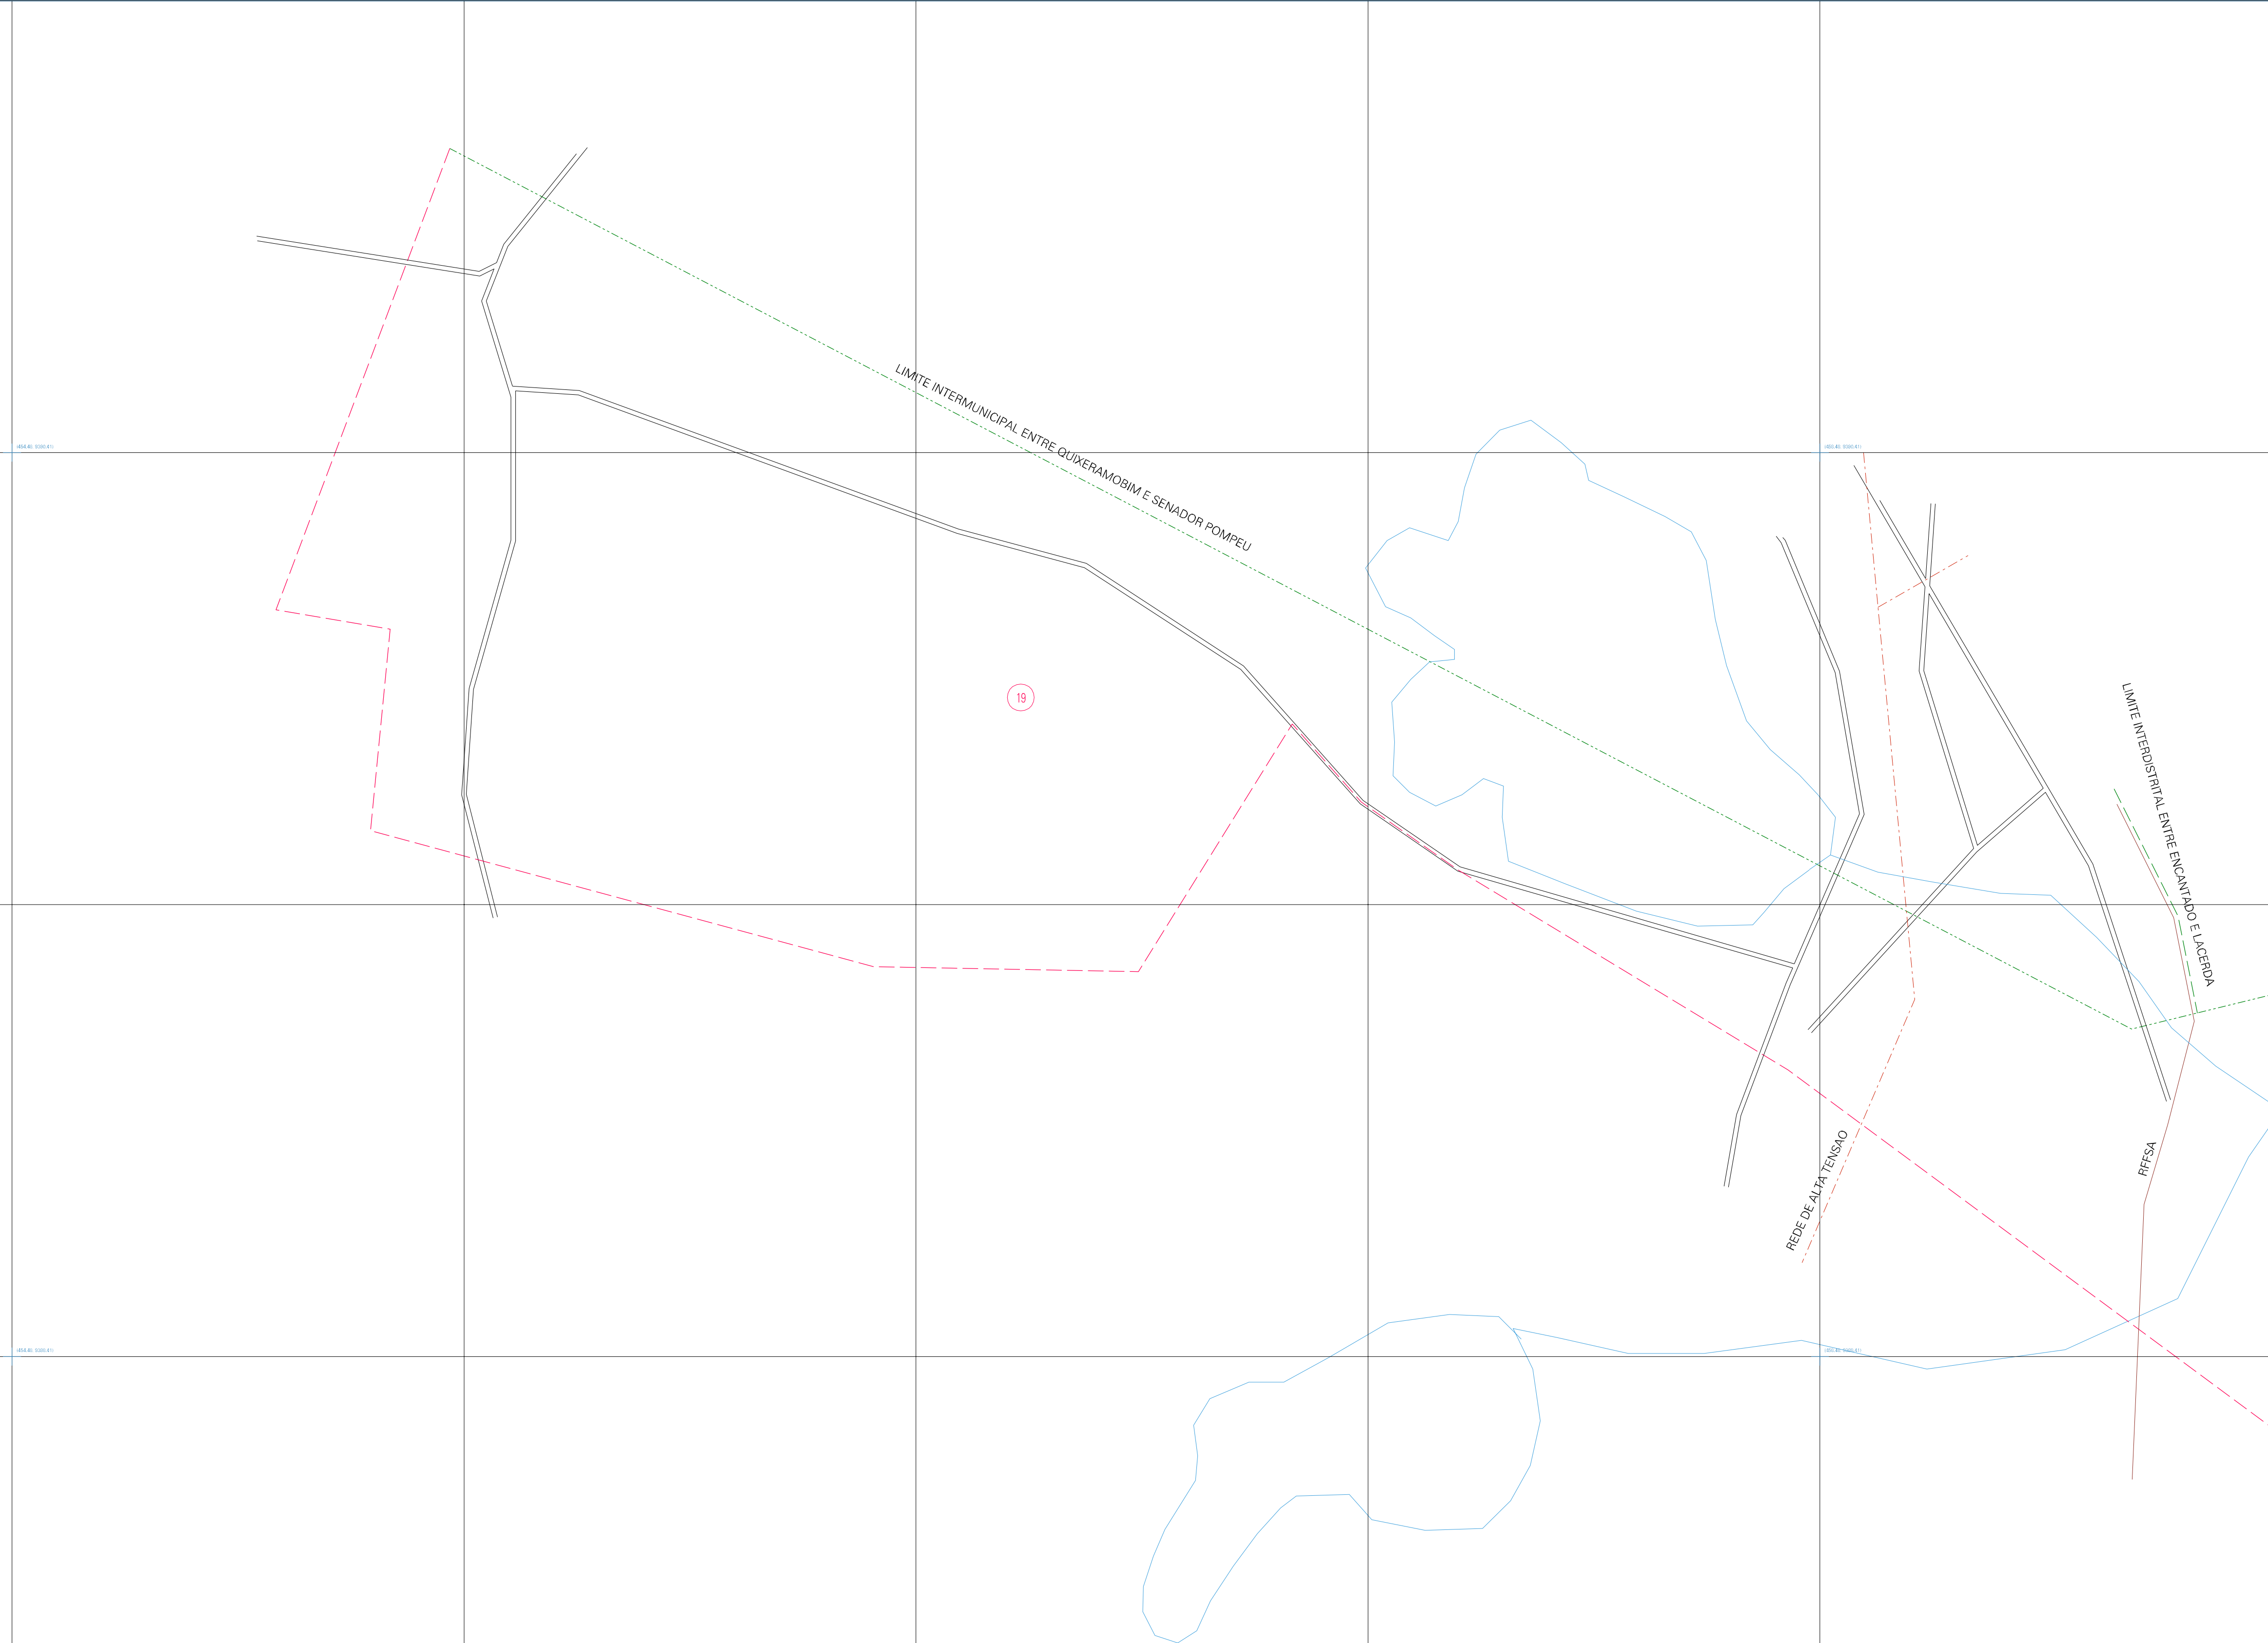 LIMITE INTERMUNICIPAL ENTRE QUIXERAMOBIM E SENADOR POMPEU
19
LIMITE INTERDISTRITAL ENTRE ENCANTADO E LACERDA
REDE DE ALTA TENSAO
RFFSA